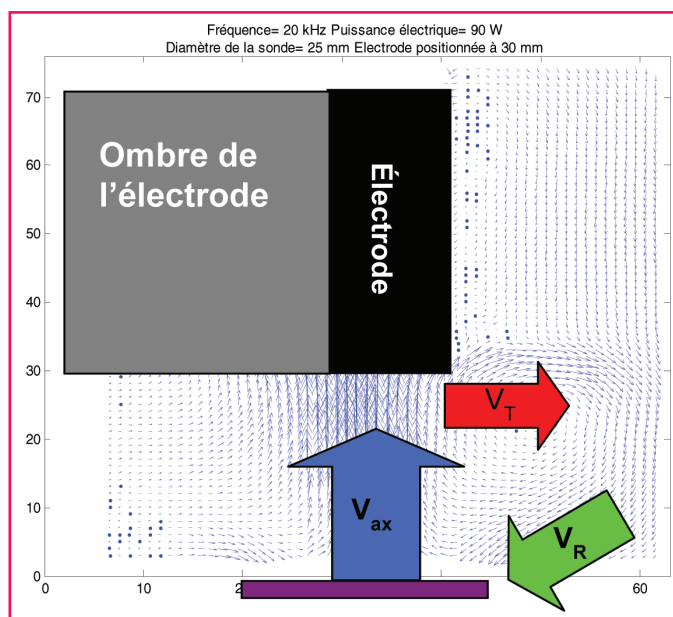 Fréquence= 20 kHz Puissance électrique= 90 W
Diamètre de la sonde= 25 mm Electrode positionnée à 30 mm
70
60
50
40
30
20
10
0
Ombre de
l'électrode
Électrode
V_T
V_ax
V_R
0
10
2
60